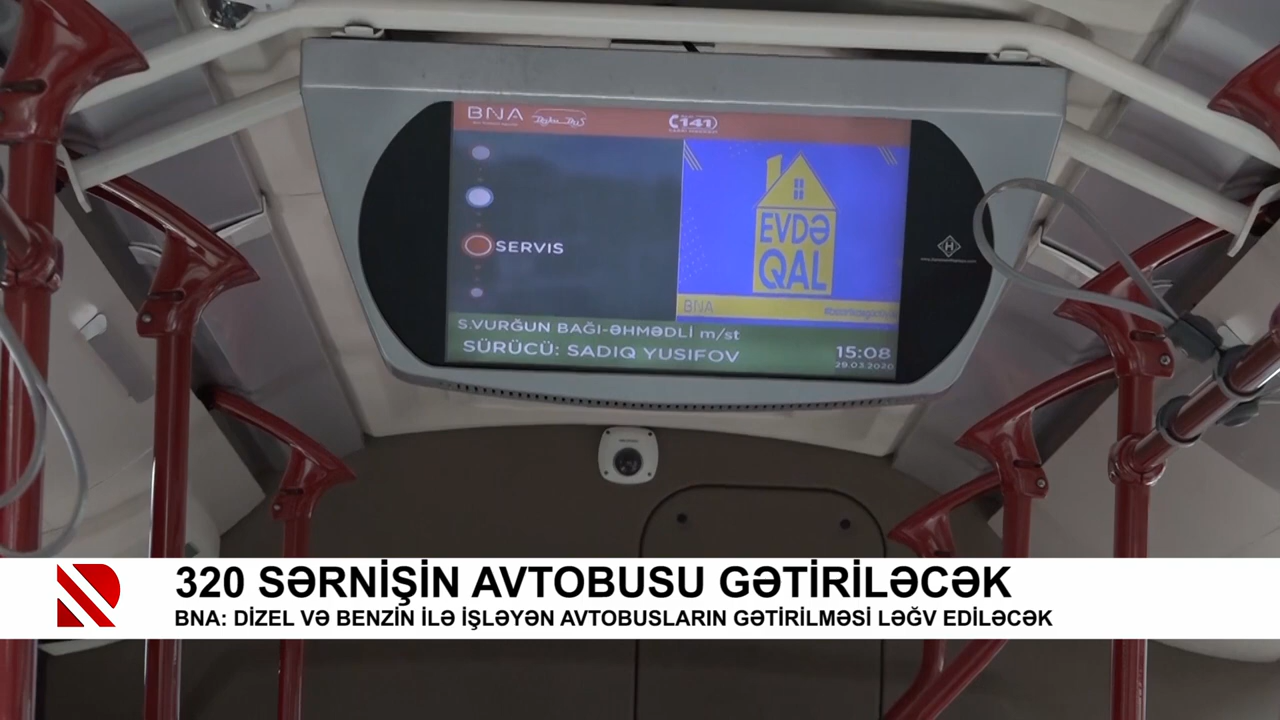 BNA
141
SERVIS
EVDƏ
QAL
BNA
S.VURĞUN BAĞI-ƏHMƏDLİ m/st
SÜRÜCÜ: SADIQ YUSIFOV
15:08
29.03.2020
H
320 SƏRNİŞİN AVTOBUSU GƏTİRİLƏCƏK
BNA: DİZEL VƏ BENZİN İLƏ İŞLƏYƏN AVTOBUSLARIN GƏTİRİLMƏSİ LƏĞV EDİLƏCƏK